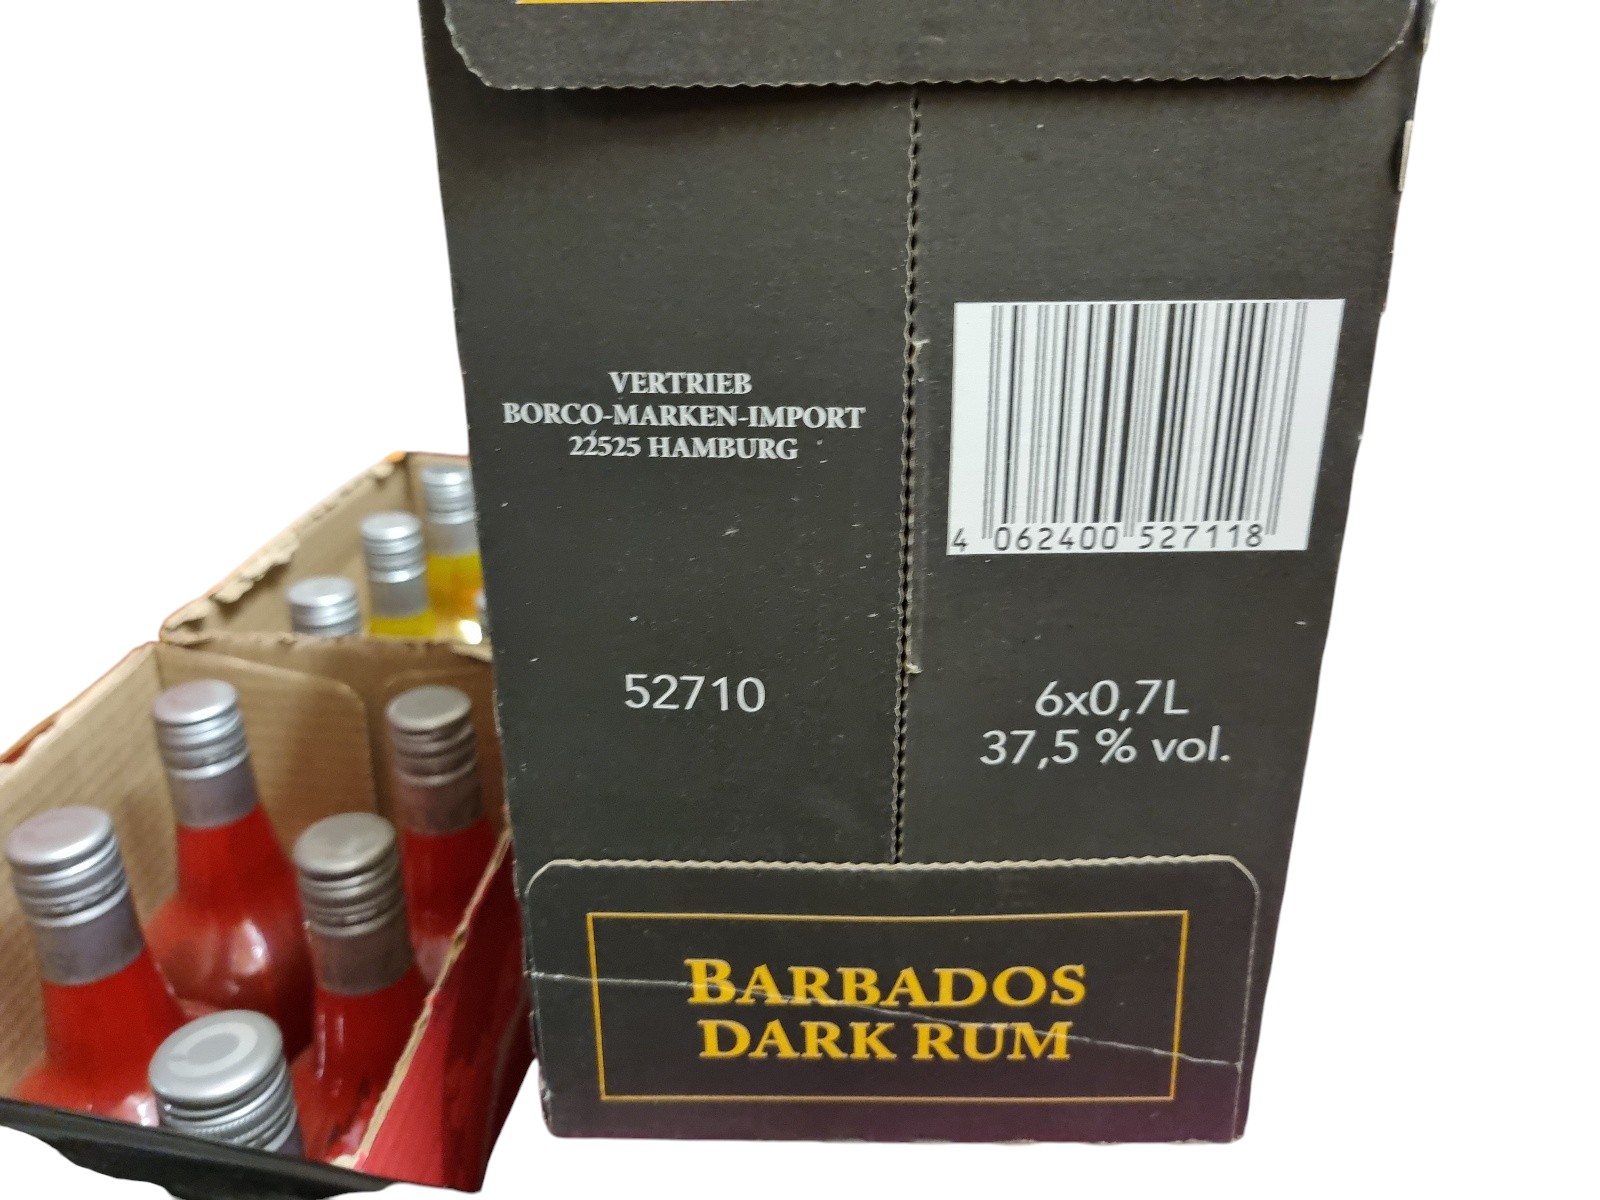 VERTRIEB
BORCO-MARKEN-IMPORT
22525 HAMBURG
4 062400 527118
52710
6x0,7L
37,5 % vol.
BARBADOS
DARK RUM